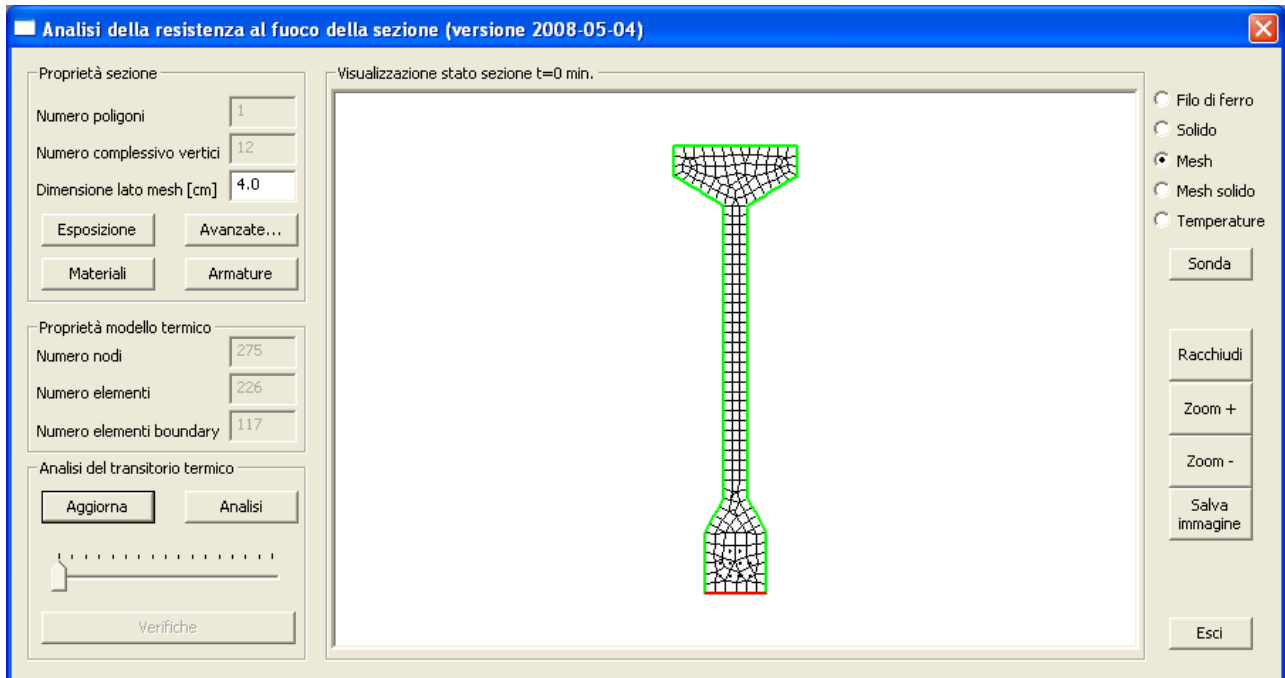 Analisi della resistenza al fuoco della sezione (versione 2008-05-04)
Proprietà sezione
Numero poligoni 1
Numero complessivo vertici 12
Dimensione lato mesh [cm] 4.0
Esposizione Avanzate...
Materiali Armature
Proprietà modello termico
Numero nodi 275
Numero elementi 226
Numero elementi boundary 117
Analisi del transitorio termico
Aggiorna Analisi
Verifiche
Visualizzazione stato sezione t=0 min.
Filo di ferro
Solido
Mesh
Mesh solido
Temperature
Sonda
Racchiudi
Zoom +
Zoom -
Salva
immagine
Esci